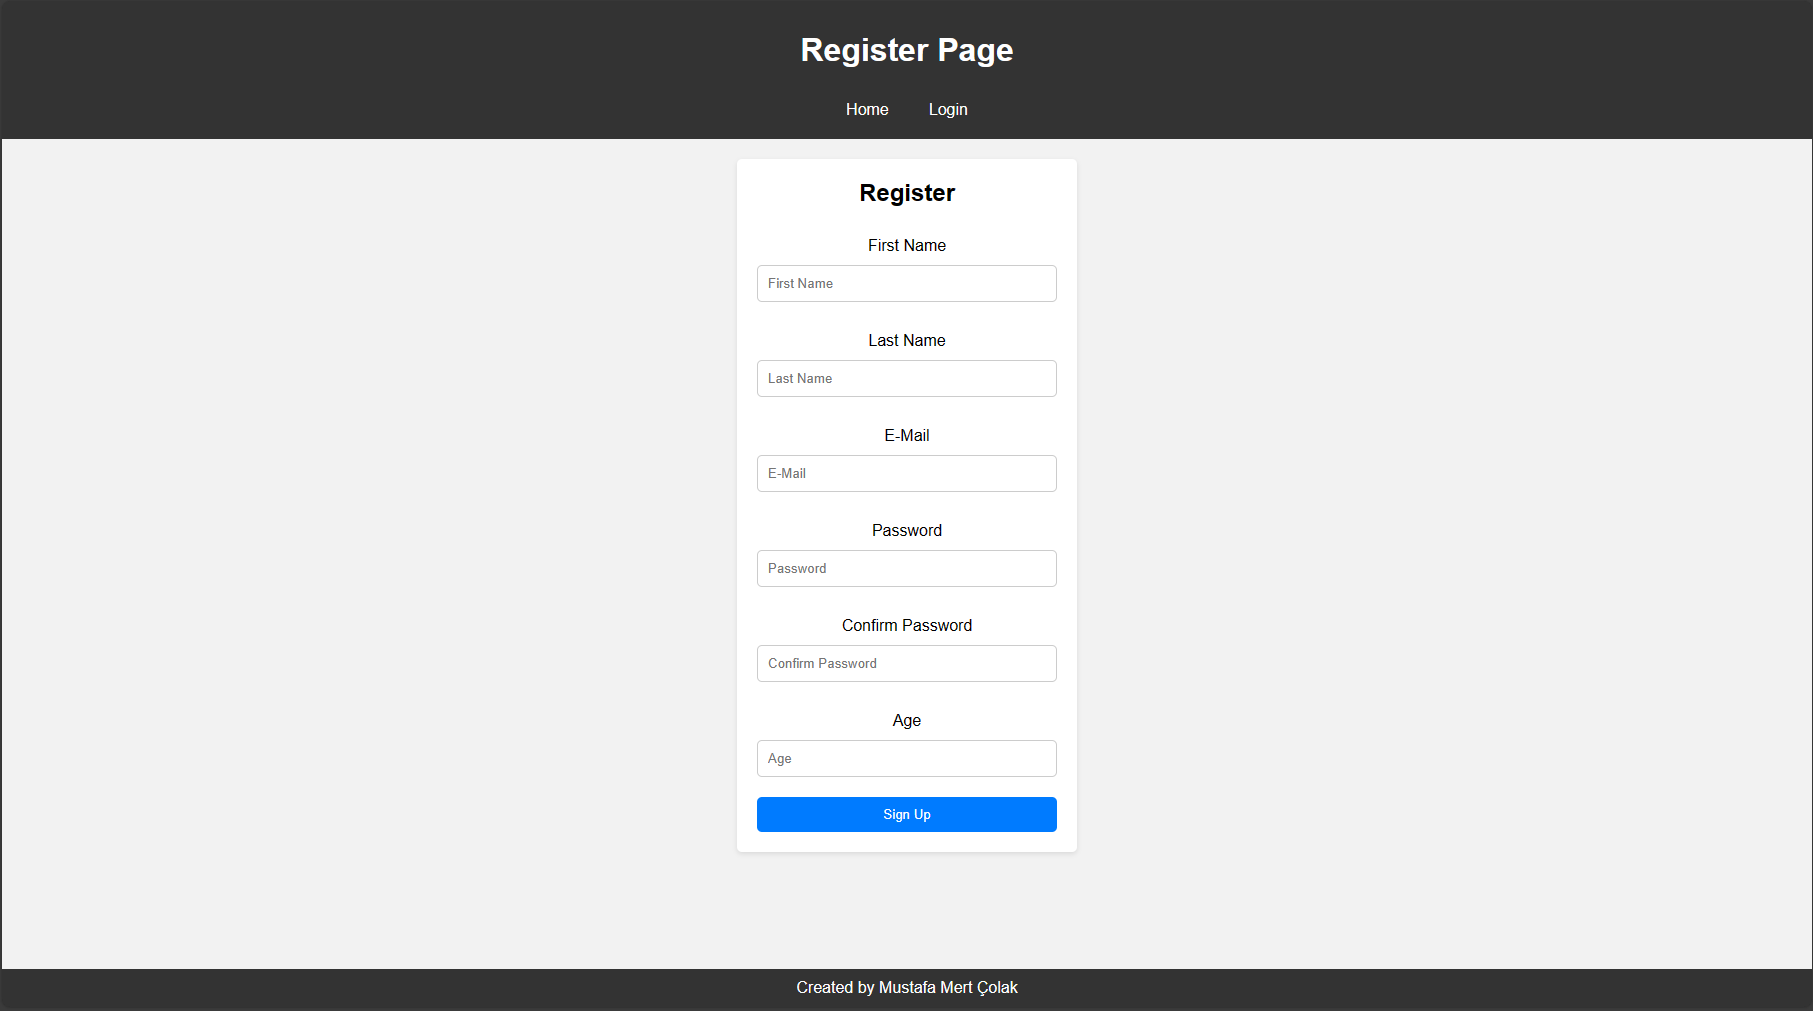 Register Page
Home Login
Register
First Name
First Name
Last Name
Last Name
E-Mail
E-Mail
Password
Password
Confirm Password
Confirm Password
Age
Age
Sign Up
Created by Mustafa Mert Çolak